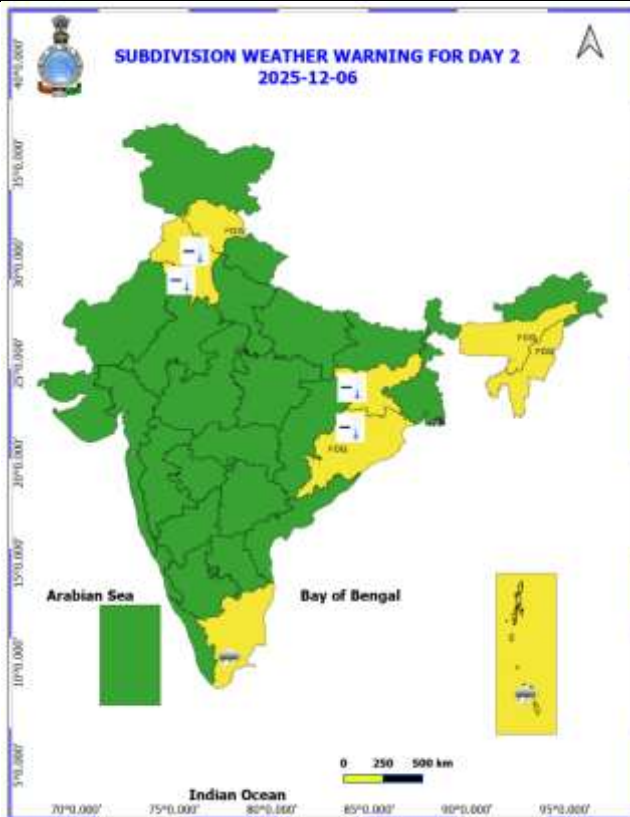 SUBDIVISION WEATHER WARNING FOR DAY 2
2025-12-06
40°0.000'
35°0.000'
30°0.000'
25°0.000'
20°0.000'
15°0.000'
10°0.000'
5°0.000'
FOG
FOG
FOG
FOG
Arabian Sea
Bay of Bengal
0 250 500 km
Indian Ocean
70°0.000' 75°0.000' 80°0.000' 85°0.000' 90°0.000' 95°0.000'